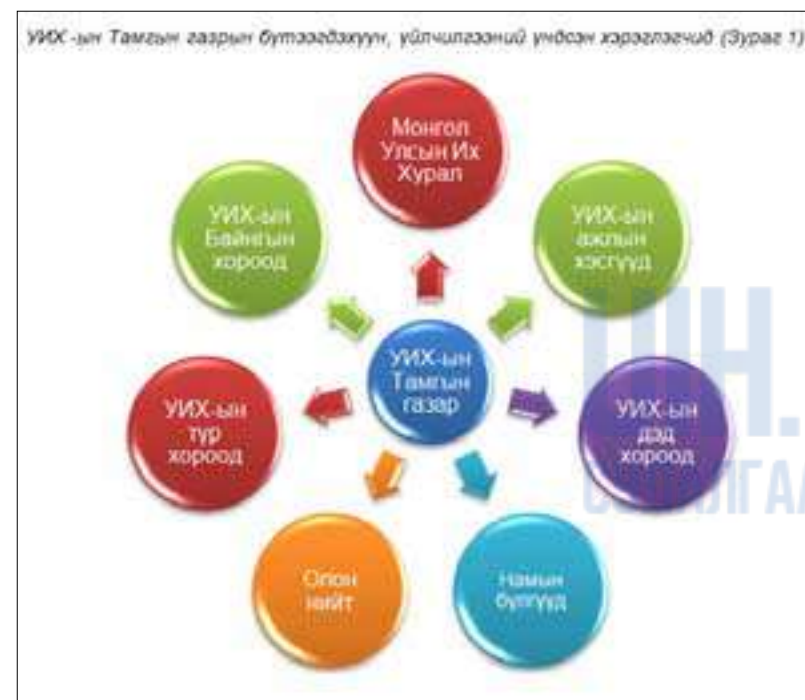 УИХ -ын Тамгын газрын бүтээгдэхүүн, үйлчилгээний үндсэн хэрэглэгчид (Зураг 1)
Монгол
Улсын Их
Хурал
УИХ-ын
ажлын
хэсгүүд
УИХ-ын
дэд
хороод
Намын
бүлгүүд
Олон
нийт
УИХ-ын
түр
хороод
УИХ-ын
Байнгын
хороод
УИХ-ын
Тамгын
газар